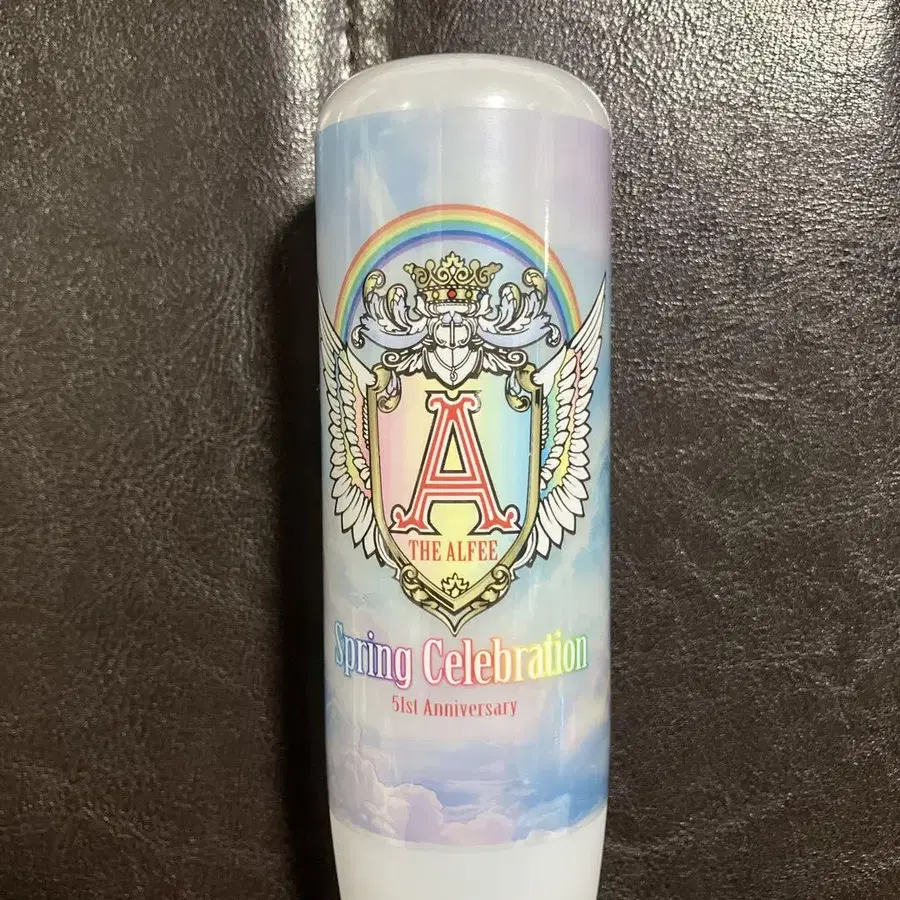 A
THE ALFEE
Spring Celebration
51st Anniversary